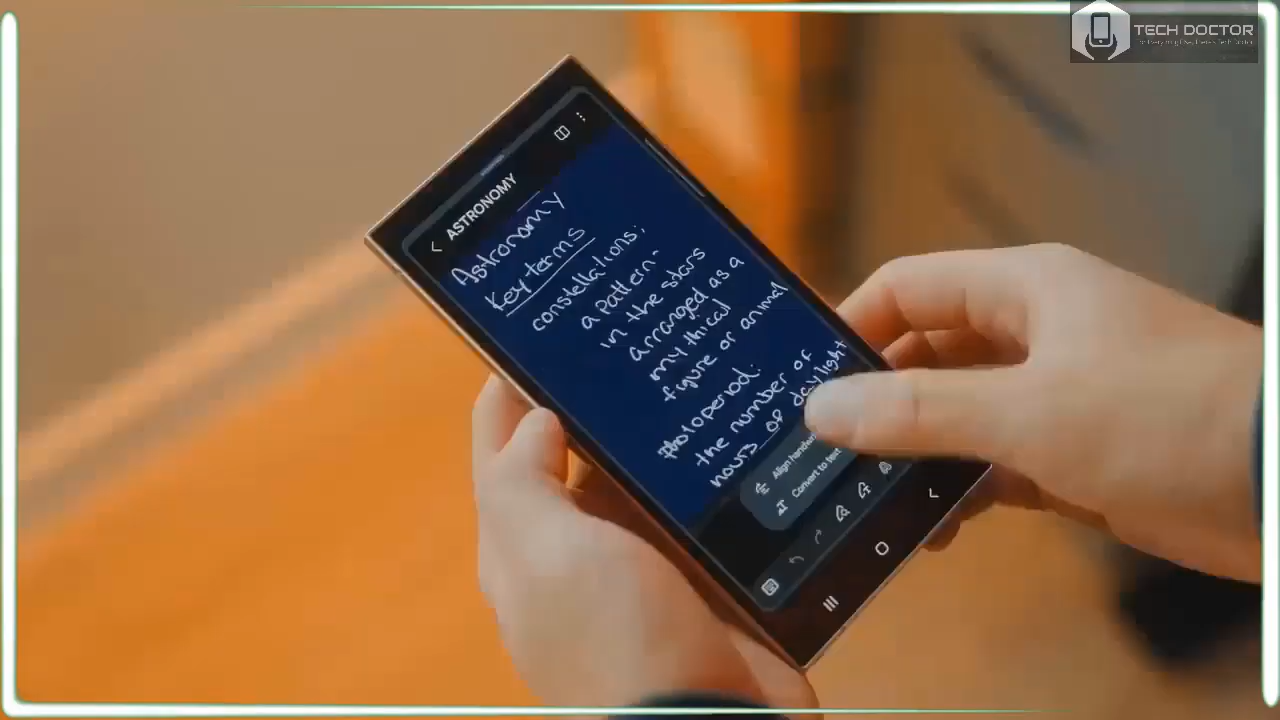 TECH DOCTOR
ASTRONOMY
Astronomy
Key terms
constellations;
a pattern-
in the stars
arranged as a
mythical
figure or animal
Photoperiod:
the number of
hours of daylight
Align handw
Convert to text